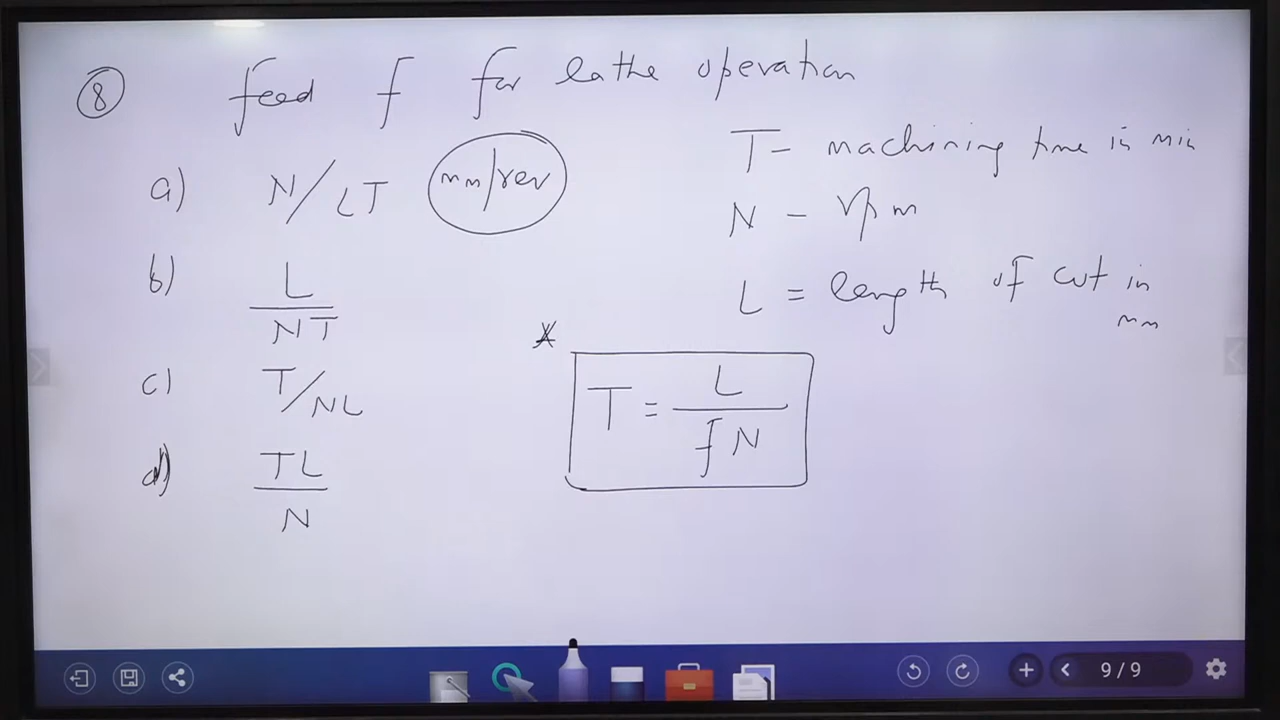 8 feed f for lathe operation
T- machining time in min
a) N/LT mm/rev
N - rpm
b) L/NT
L = length of cut in mm
c) T/NL
* T = L/fN
d) TL/N
9/9